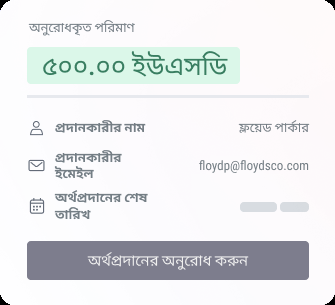 অনুরোধকৃত পরিমাণ
৫০০.০০ ইউএসডি
প্রদানকারীর নাম
ফ্লয়েড পার্কার
প্রদানকারীর
ইমেইল
floydp@floydsco.com
অর্থপ্রদানের শেষ
তারিখ
অর্থপ্রদানের অনুরোধ করুন